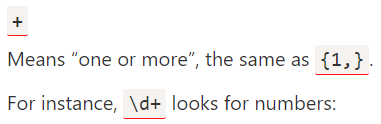 +
Means “one or more”, the same as {1,}.
For instance, \d+ looks for numbers: